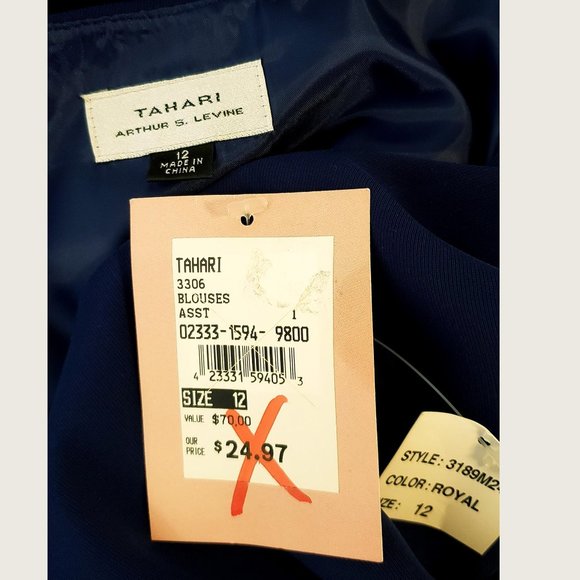 TAHARI
ARTHUR S. LEVINE
12
MADE IN
CHINA
TAHARI
3306
BLOUSES
ASST 1
02333-1594- 9800
4 23331 59405 3
SIZE 12
VALUE $70.00
OUR PRICE $24.97
STYLE: 3189M2
COLOR: ROYAL
ZE: 12